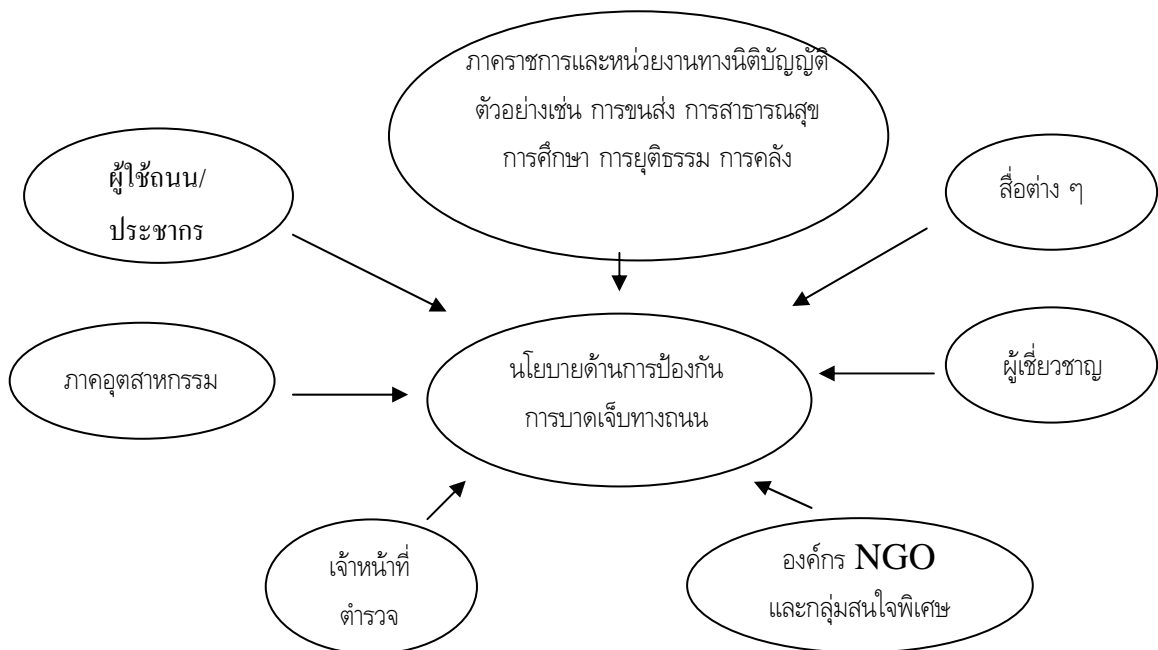 ภาคราชการและหน่วยงานทางนิติบัญญัติ
ตัวอย่างเช่น การขนส่ง การสาธารณสุข
การศึกษา การยุติธรรม การคลัง
ผู้ใช้ถนน/
ประชากร
สื่อต่าง ๆ
ภาคอุตสาหกรรม
นโยบายด้านการป้องกัน
การบาดเจ็บทางถนน
ผู้เชี่ยวชาญ
เจ้าหน้าที่
ตำรวจ
องค์กร NGO
และกลุ่มสนใจพิเศษ